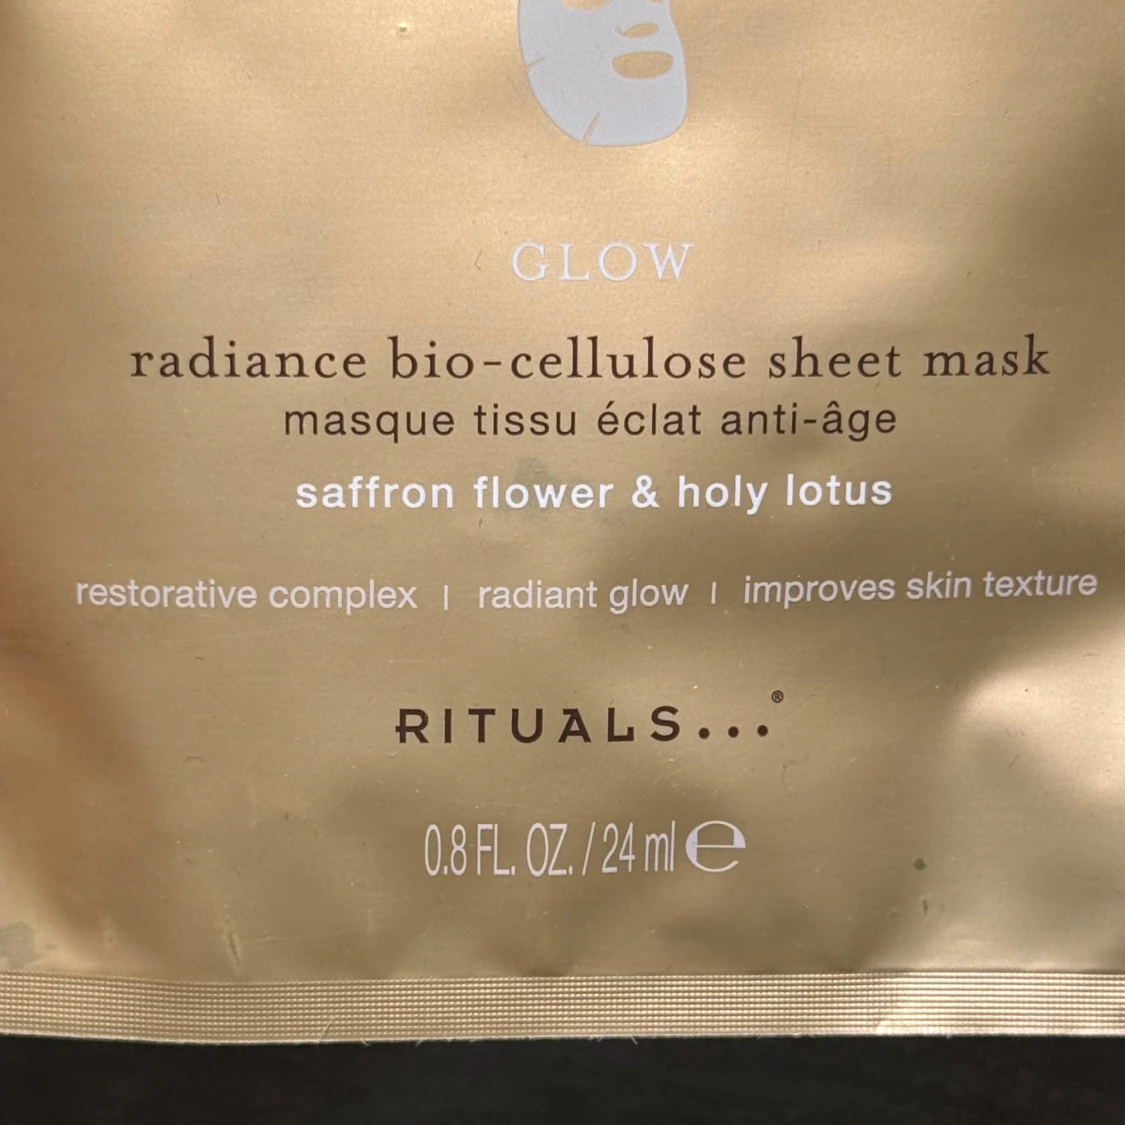 GLOW
radiance bio-cellulose sheet mask
masque tissu éclat anti-âge
saffron flower & holy lotus
restorative complex | radiant glow | improves skin texture
RITUALS...®
0.8 FL. OZ. / 24 ml ℮